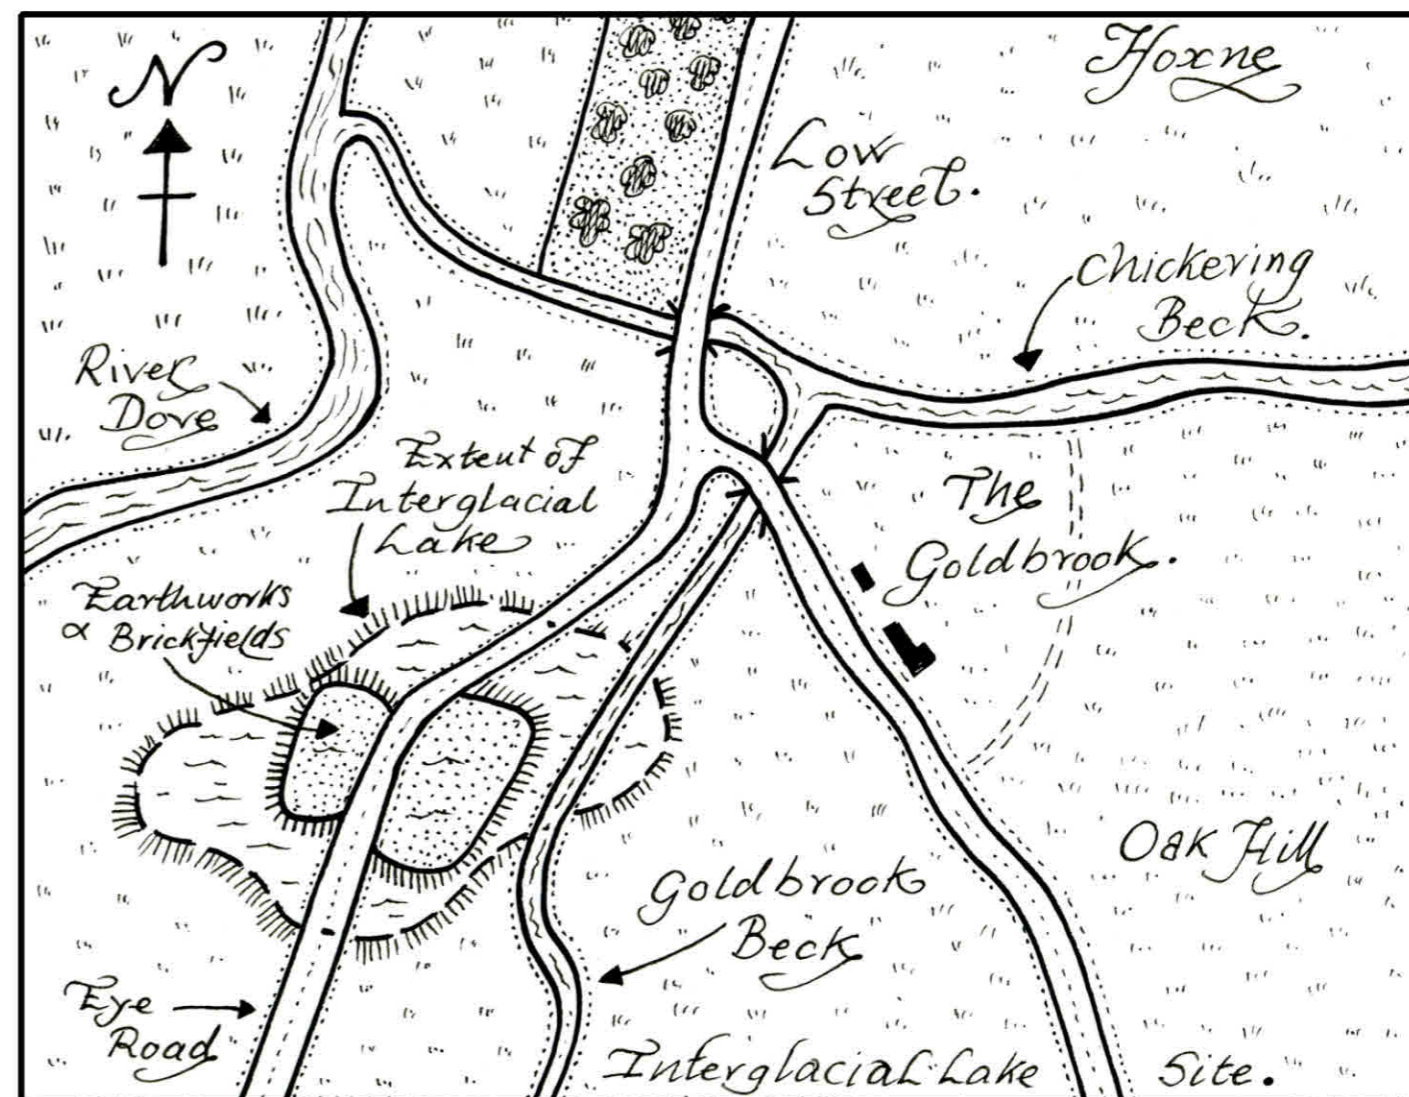 N
Hoxne
Low
Street.
Chickering
Beck.
River
Dove
Extent of
Interglacial
Lake
The
Goldbrook.
Earthworks
& Brickfields
Oak Hill
Goldbrook
Beck
Eye
Road
Interglacial Lake Site.